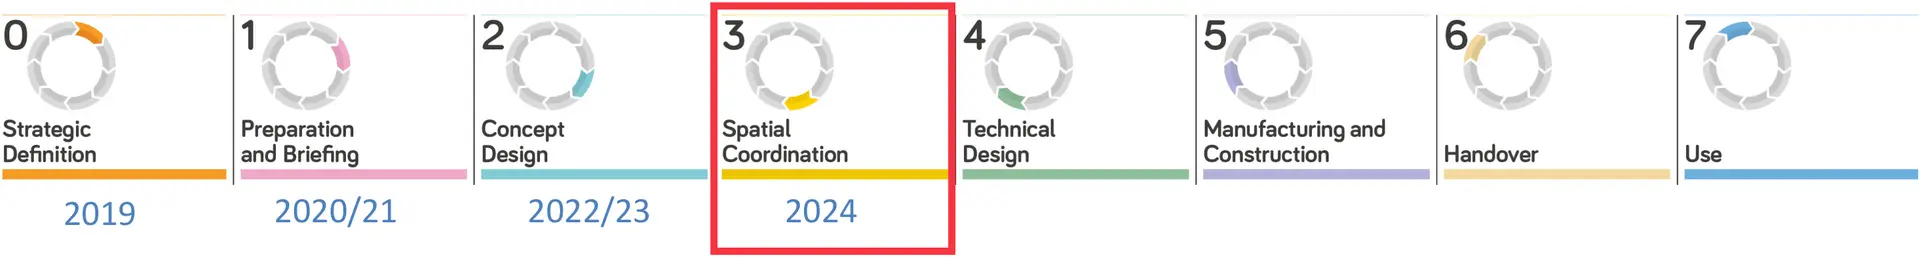 0
Strategic
Definition
2019
1
Preparation
and Briefing
2020/21
2
Concept
Design
2022/23
3
Spatial
Coordination
2024
4
Technical
Design
5
Manufacturing and
Construction
6
Handover
7
Use